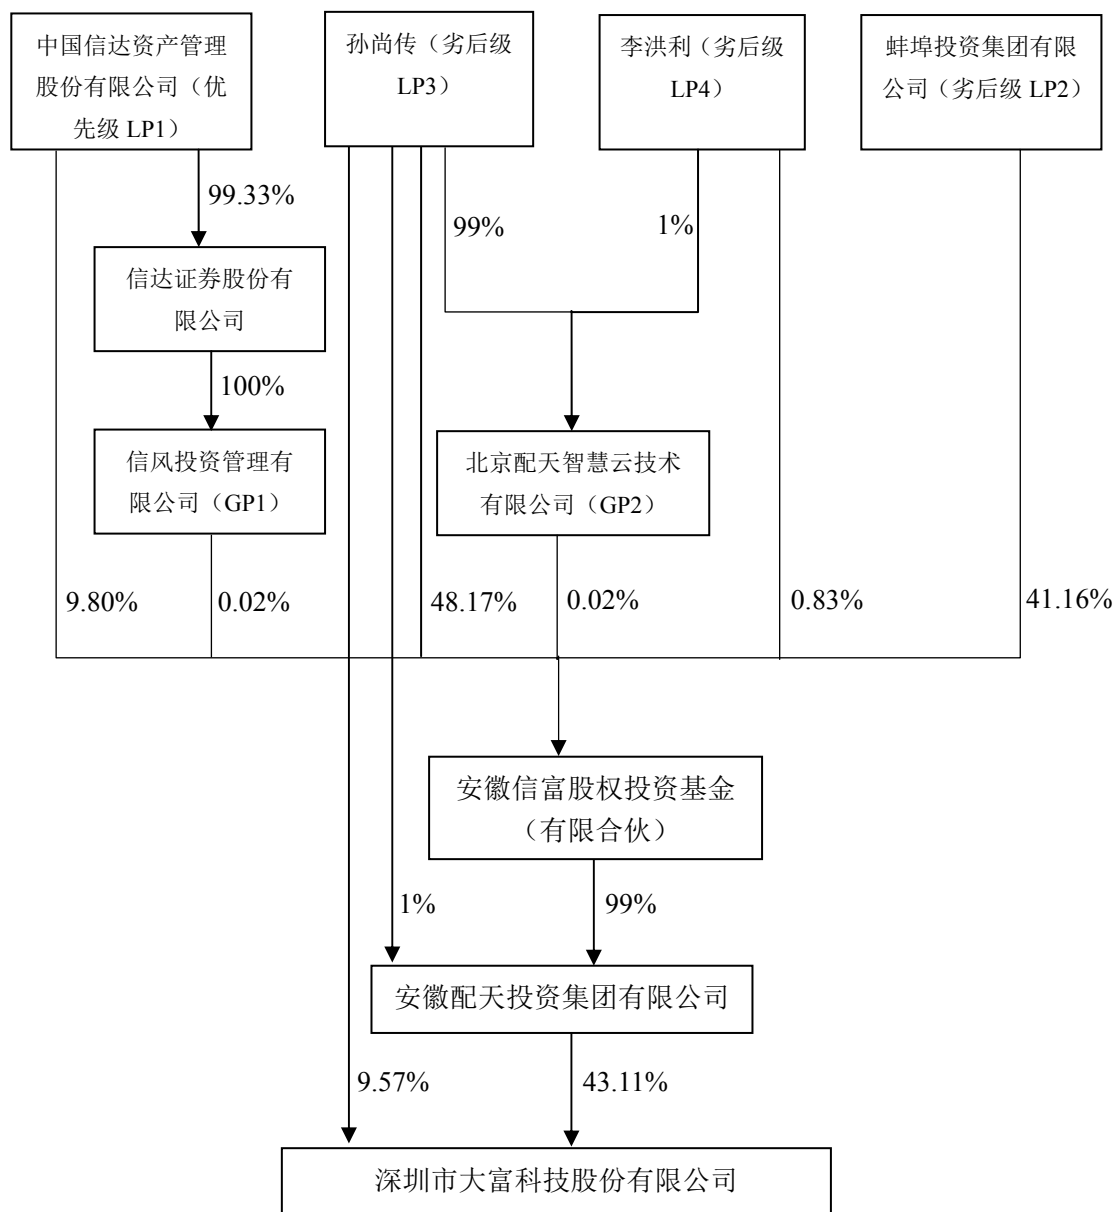 中国信达资产管理
股份有限公司（优
先级 LP1）
孙尚传（劣后级
LP3）
李洪利（劣后级
LP4）
蚌埠投资集团有限
公司（劣后级 LP2）
99.33%
99%
1%
信达证券股份有
限公司
100%
信风投资管理有
限公司（GP1）
北京配天智慧云技术
有限公司（GP2）
9.80%
0.02%
48.17%
0.02%
0.83%
41.16%
安徽信富股权投资基金
（有限合伙）
1%
99%
安徽配天投资集团有限公司
9.57%
43.11%
深圳市大富科技股份有限公司